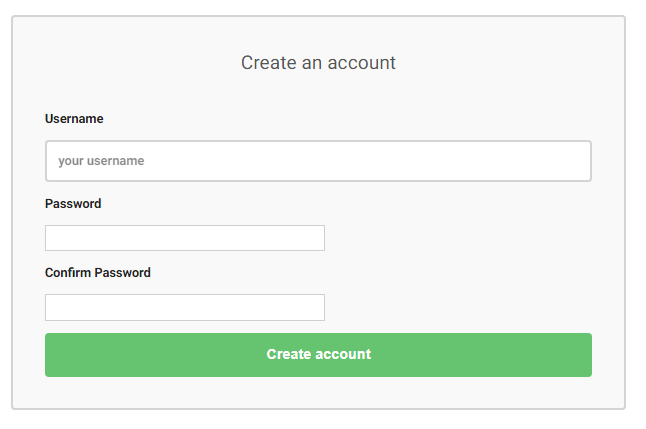 Create an account
Username
your username
Password
Confirm Password
Create account